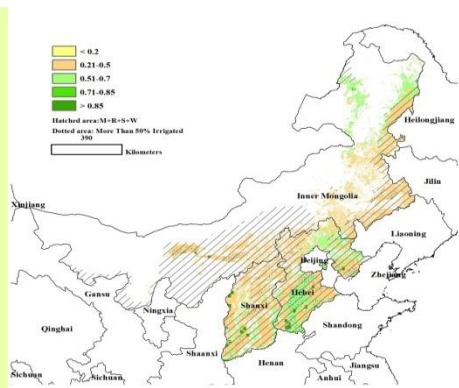 < 0.2
0.21-0.5
0.51-0.7
0.71-0.85
> 0.85
Hatched area:M+R+S+W
Dotted area: More Than 50% Irrigated
390
Kilometers
Heilongjiang
Jilin
Inner Mongolia
Xinjiang
Liaoning
Beijing
Zhejiang
Gansu
Hebei
Shanxi
Ningxia
Qinghai
Shandong
Shaanxi
Henan
Jiangsu
Sichuan
Sichuan
Anhui